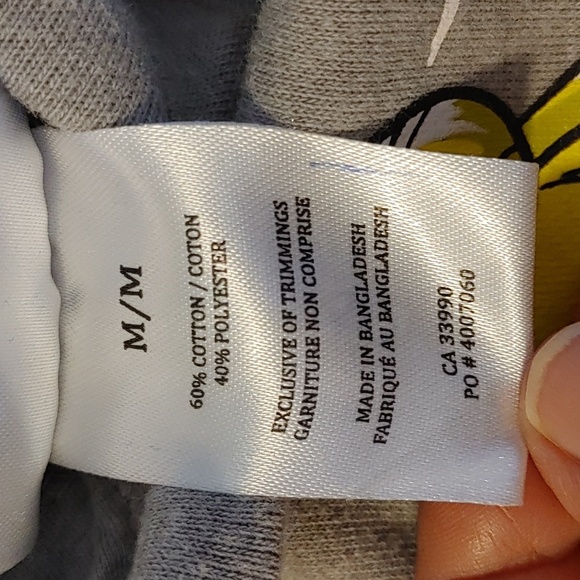 M/M
60% COTTON / COTON
40% POLYESTER
EXCLUSIVE OF TRIMMINGS
GARNITURE NON COMPRISE
MADE IN BANGLADESH
FABRIQUÉ AU BANGLADESH
CA 33990
PO # 4007060